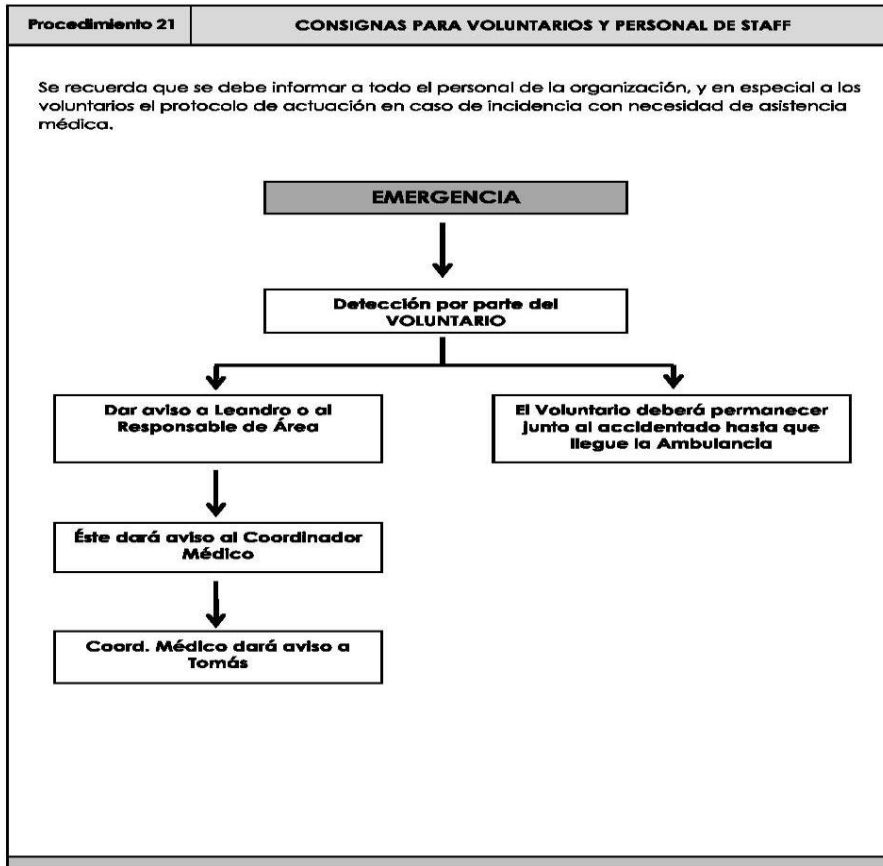 Procedimiento 21
CONSIGNAS PARA VOLUNTARIOS Y PERSONAL DE STAFF
Se recuerda que se debe informar a todo el personal de la organización, y en especial a los
voluntarios el protocolo de actuación en caso de incidencia con necesidad de asistencia
médica.
EMERGENCIA
Detección por parte del
VOLUNTARIO
Dar aviso a Leandro o al
Responsable de Área
El Voluntario deberá permanecer
junto al accidentado hasta que
llegue la Ambulancia
Éste dará aviso al Coordinador
Médico
Coord. Médico dará aviso a
Tomás